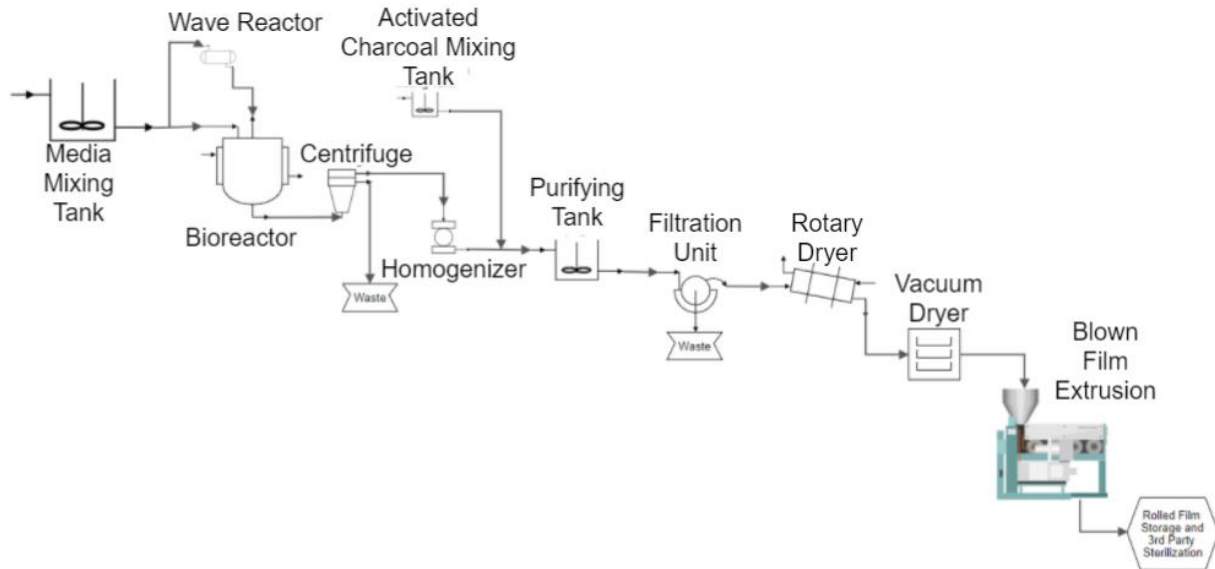 Wave Reactor
Activated
Charcoal Mixing
Tank
Media
Mixing
Tank
Bioreactor
Centrifuge
Waste
Homogenizer
Purifying
Tank
Filtration
Unit
Waste
Rotary
Dryer
Vacuum
Dryer
Blown
Film
Extrusion
Rolled Film
Storage and
3rd Party
Sterilization